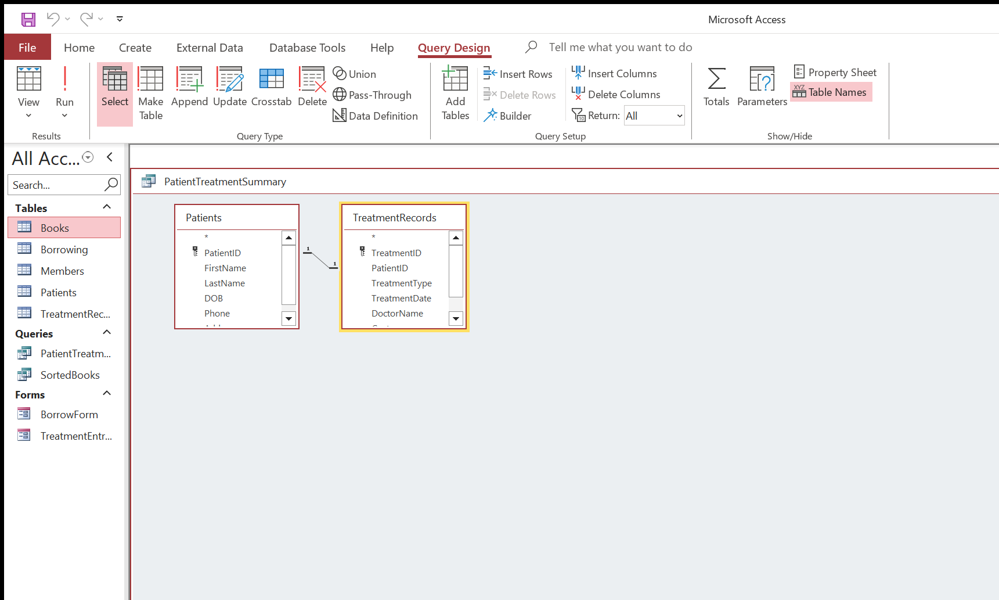 Microsoft Access
File Home Create External Data Database Tools Help Query Design Tell me what you want to do
View
Run
Results
Select
Make Table
Append
Update
Crosstab
Delete
Union
Pass-Through
Data Definition
Query Type
Add Tables
Insert Rows
Delete Rows
Builder
Insert Columns
Delete Columns
10
Return: All
Query Setup
Totals
Parameters
Property Sheet
XYZ
Table Names
Show/Hide
All Acc...
Search...
Tables
Books
Borrowing
Members
Patients
TreatmentRec...
Queries
PatientTreatm...
SortedBooks
Forms
BorrowForm
TreatmentEntr...
PatientTreatmentSummary
Patients
*
PatientID
FirstName
LastName
DOB
Phone
1
1
TreatmentRecords
*
TreatmentID
PatientID
TreatmentType
TreatmentDate
DoctorName